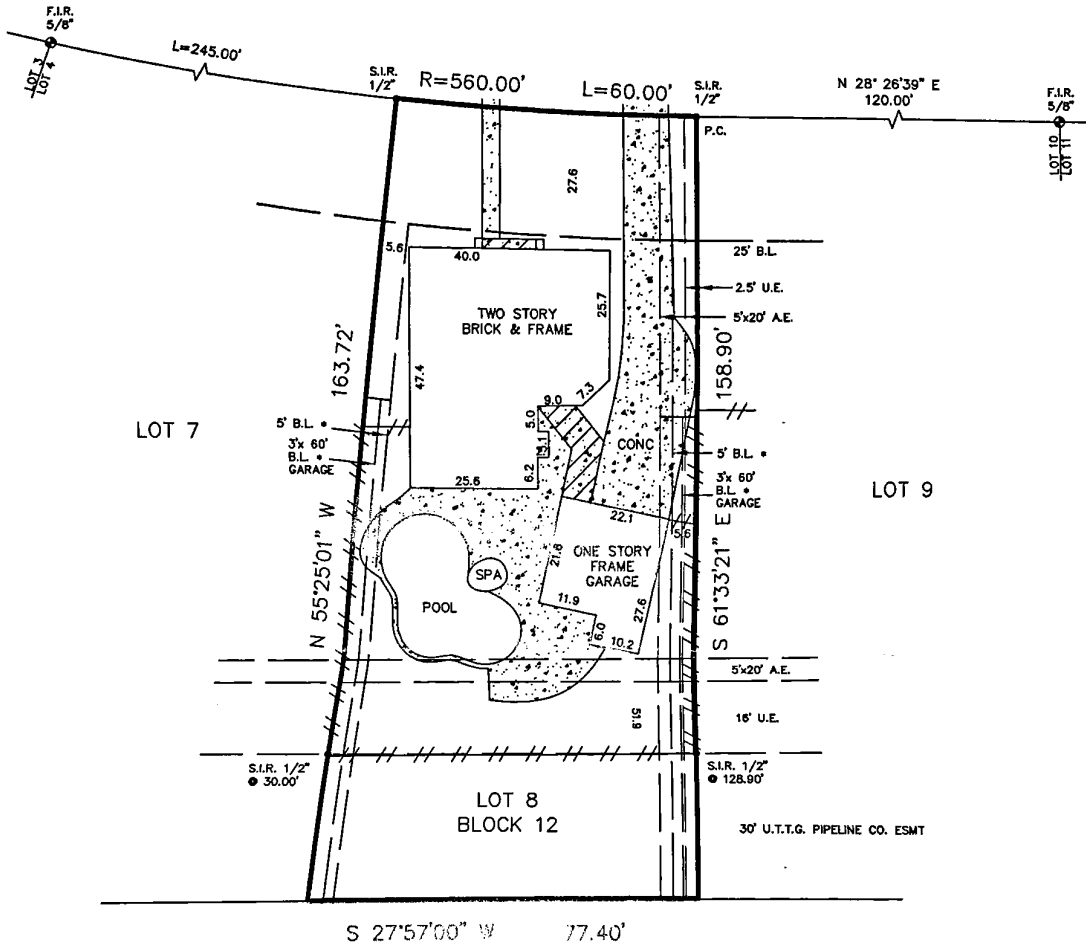 F.I.R.
5/8"
LOT 3
LOT 4
L=245.00'
S.I.R.
1/2"
R=560.00'
L=60.00'
S.I.R.
1/2"
N 28° 26'39" E
120.00'
F.I.R.
5/8"
LOT 10
LOT 11
P.C.
27.6
5.6
40.0
25' B.L.
2.5' U.E.
5'x20' A.E.
TWO STORY
BRICK & FRAME
25.7
163.72'
47.4
158.90'
7.3
9.0
5.0
5.1
6.2
CONC
LOT 7
5' B.L. *
3'x 60'
B.L. *
GARAGE
5' B.L. *
3'x 60'
B.L. *
GARAGE
LOT 9
25.6
22.1
5.6
N 55°25'01" W
S 61°33'21" E
21.8
ONE STORY
FRAME
GARAGE
SPA
POOL
11.9
27.6
6.0
10.2
5'x20' A.E.
51.9
16' U.E.
S.I.R. 1/2"
@ 30.00'
S.I.R. 1/2"
@ 128.90'
LOT 8
BLOCK 12
30' U.T.T.G. PIPELINE CO. ESMT
S 27°57'00" W 77.40'